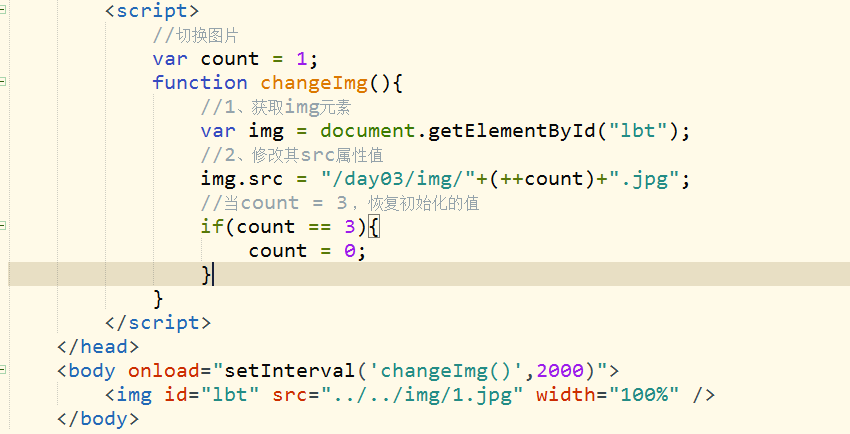 <script>
//切换图片
var count = 1;
function changeImg(){
//1、获取img元素
var img = document.getElementById("lbt");
//2、修改其src属性值
img.src = "/day03/img/"+(++count)+".jpg";
//当count = 3，恢复初始化的值
if(count == 3){
count = 0;
}
}
</script>
</head>
<body onload="setInterval('changeImg()',2000)">
<img id="lbt" src="../../img/1.jpg" width="100%" />
</body>